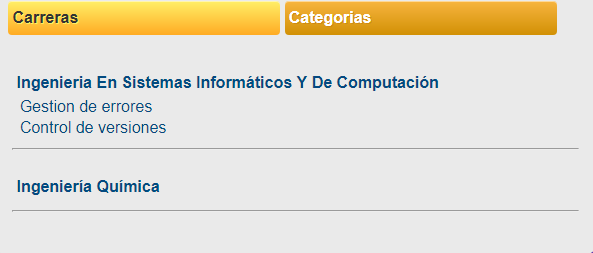 Carreras
Categorias
Ingenieria En Sistemas Informáticos Y De Computación
Gestion de errores
Control de versiones
Ingeniería Química